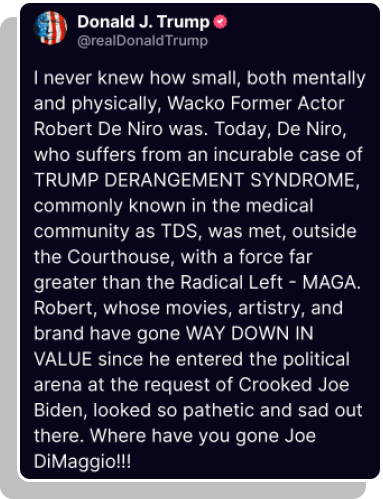 Donald J. Trump
@realDonaldTrump
I never knew how small, both mentally
and physically, Wacko Former Actor
Robert De Niro was. Today, De Niro,
who suffers from an incurable case of
TRUMP DERANGEMENT SYNDROME,
commonly known in the medical
community as TDS, was met, outside
the Courthouse, with a force far
greater than the Radical Left - MAGA.
Robert, whose movies, artistry, and
brand have gone WAY DOWN IN
VALUE since he entered the political
arena at the request of Crooked Joe
Biden, looked so pathetic and sad out
there. Where have you gone Joe
DiMaggio!!!